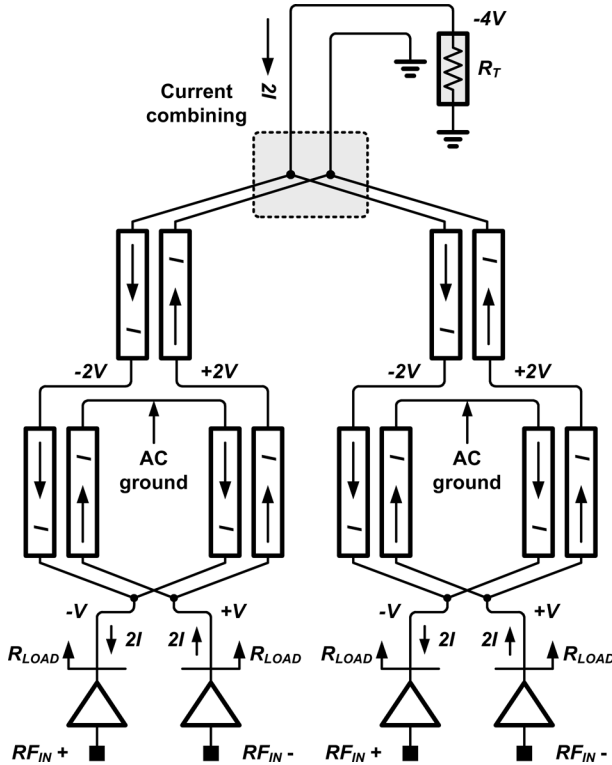 -4V
2I
R_T
Current
combining
I I
I I
-2V +2V
-2V +2V
I I I I
I I I I
AC
ground
AC
ground
-V +V
-V +V
2I 2I
2I 2I
R_LOAD R_LOAD
R_LOAD R_LOAD
RF_IN + RF_IN -
RF_IN + RF_IN -